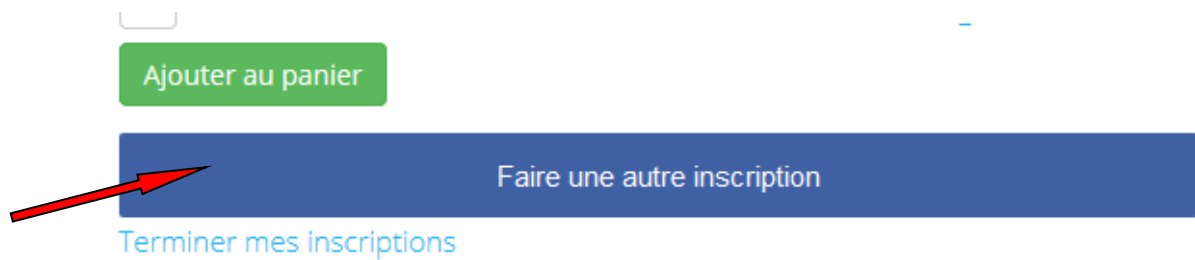 Ajouter au panier
Faire une autre inscription
Terminer mes inscriptions